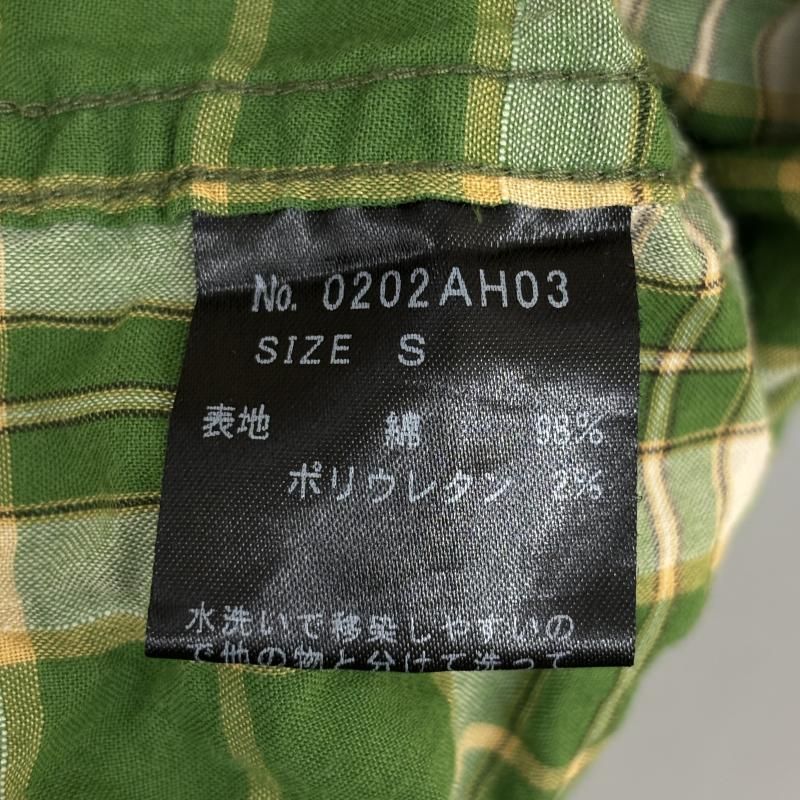 No. 0202AH03
SIZE S
表地 綿 98%
ポリウレタン 2%
水洗いで移染しやすいの
で他の物と分けて洗って